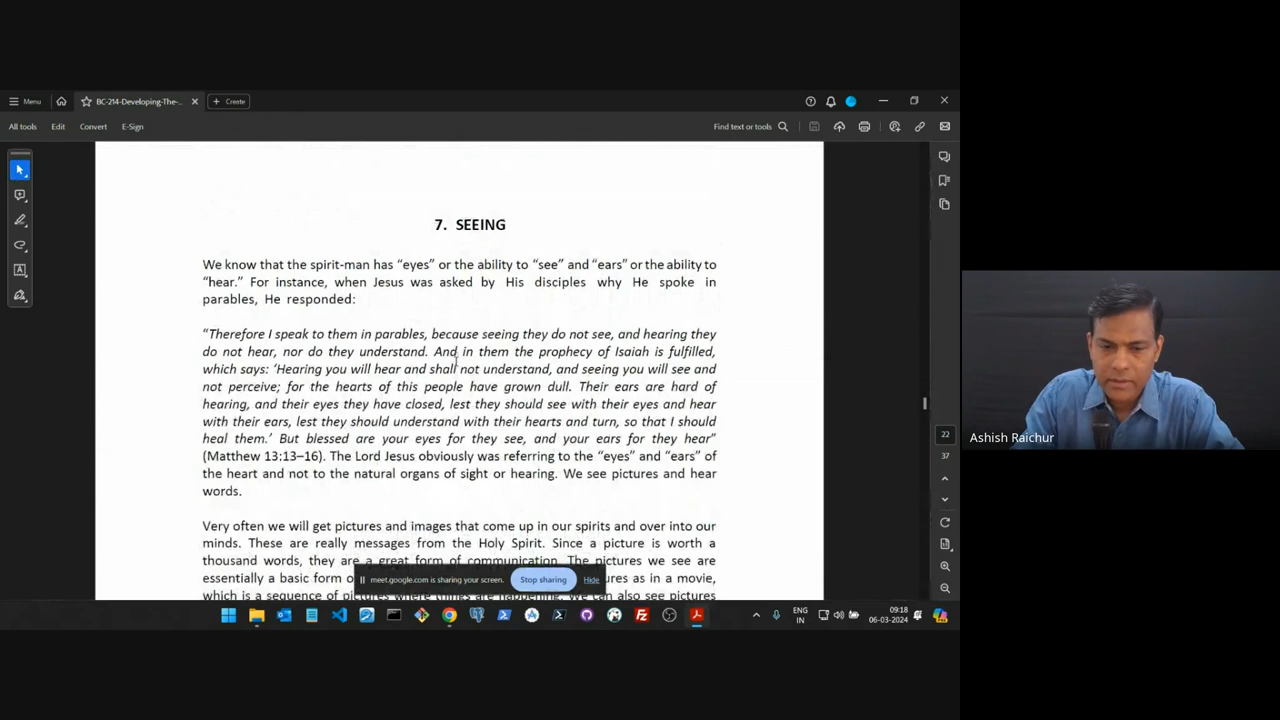 Menu
BC-214-Developing-The-...
Create
All tools
Edit
Convert
E-Sign
Find text or tools
7. SEEING
We know that the spirit-man has “eyes” or the ability to “see” and “ears” or the ability to
“hear.” For instance, when Jesus was asked by His disciples why He spoke in
parables, He responded:
“Therefore I speak to them in parables, because seeing they do not see, and hearing they
do not hear, nor do they understand. And in them the prophecy of Isaiah is fulfilled,
which says: ‘Hearing you will hear and shall not understand, and seeing you will see and
not perceive; for the hearts of this people have grown dull. Their ears are hard of
hearing, and their eyes they have closed, lest they should see with their eyes and hear
with their ears, lest they should understand with their hearts and turn, so that I should
heal them.’ But blessed are your eyes for they see, and your ears for they hear”
(Matthew 13:13–16). The Lord Jesus obviously was referring to the “eyes” and “ears” of
the heart and not to the natural organs of sight or hearing. We see pictures and hear
words.
Very often we will get pictures and images that come up in our spirits and over into our
minds. These are really messages from the Holy Spirit. Since a picture is worth a
thousand words, they are a great form of communication. The pictures we see are
essentially a basic form o
ures as in a movie,
which is a sequence of pictures where things are happening. We can also see pictures
meet.google.com is sharing your screen.
Stop sharing
Hide
22
37
Ashish Raichur
ENG
IN
09:18
06-03-2024